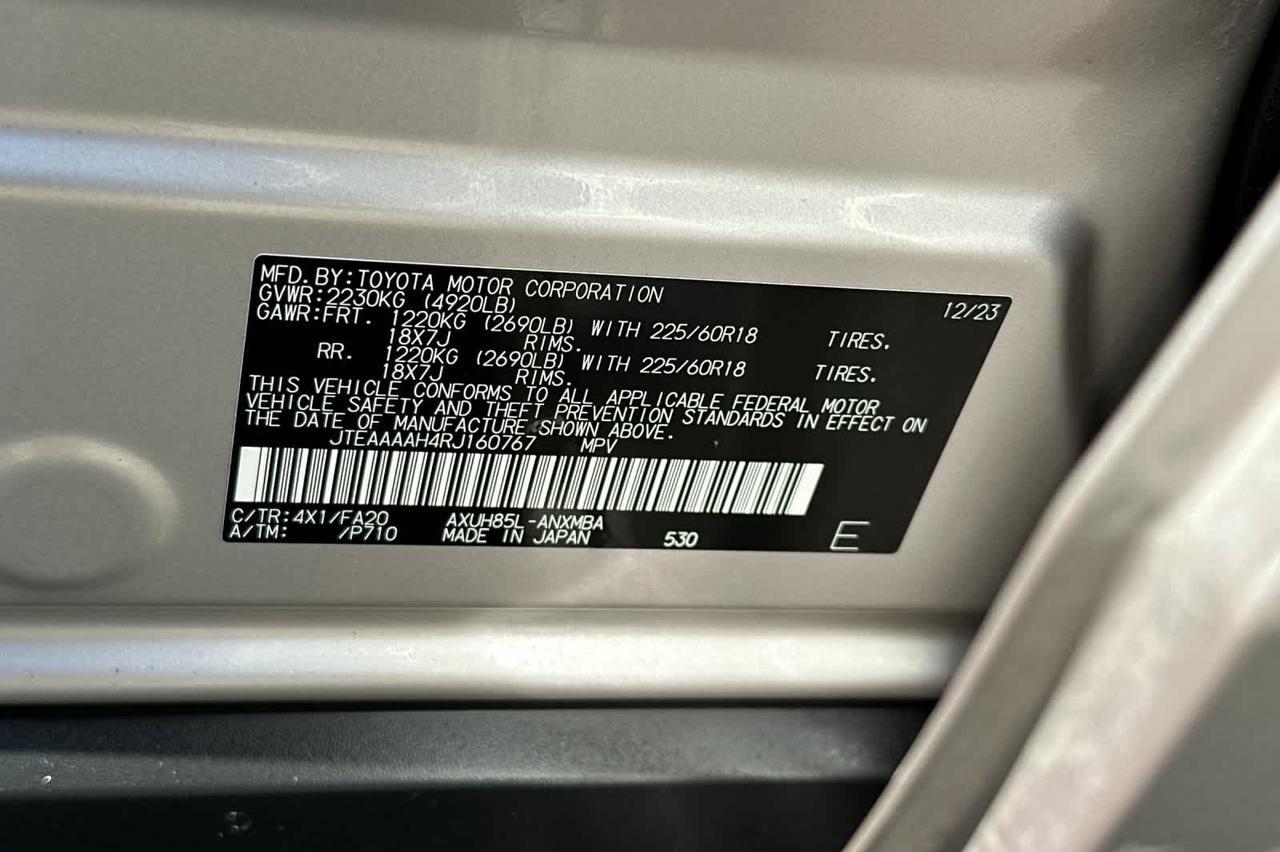 MFD. BY:TOYOTA MOTOR CORPORATION 12/23
GVWR:2230KG (4920LB)
GAWR:FRT. 1220KG (2690LB) WITH 225/60R18 TIRES.
18X7J RIMS.
RR. 1220KG (2690LB) WITH 225/60R18 TIRES.
18X7J RIMS.
THIS VEHICLE CONFORMS TO ALL APPLICABLE FEDERAL MOTOR
VEHICLE SAFETY AND THEFT PREVENTION STANDARDS IN EFFECT ON
THE DATE OF MANUFACTURE SHOWN ABOVE.
JTEAAAAH4RJ160767 MPV
C/TR:4X1/FA20 AXUH85L-ANXMBA
A/TM: /P710 MADE IN JAPAN 530 E